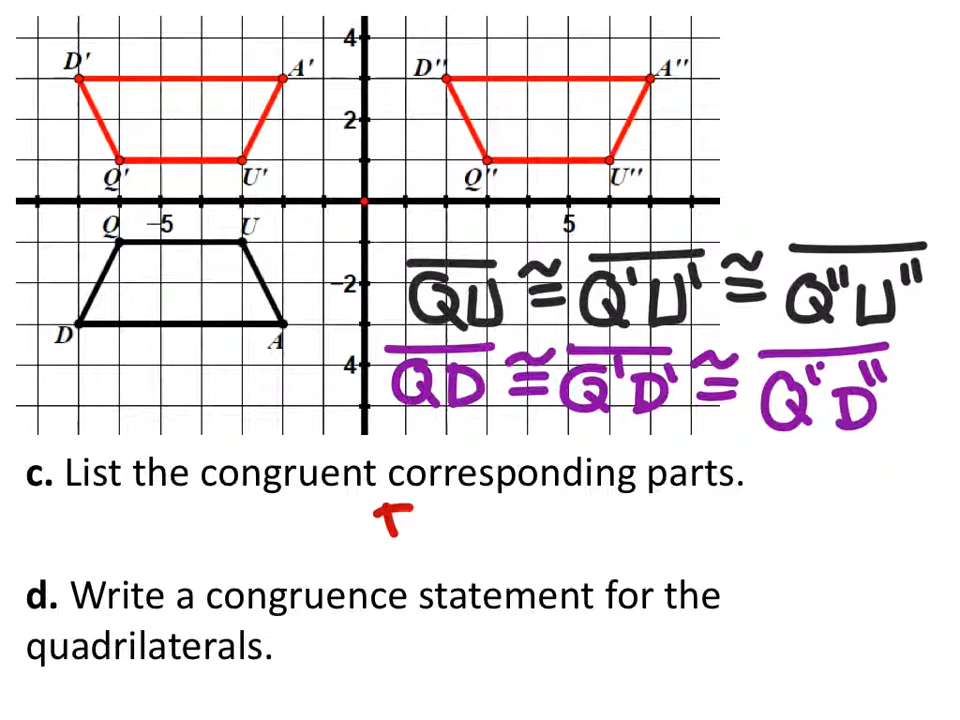 4
D' A' D'' A''
2
Q' U' Q'' U''
Q −5 U 5
QU ≅ Q'U' ≅ Q''U''
−2
D A
QD ≅ Q'D' ≅ Q''D''
4
c. List the congruent corresponding parts.
d. Write a congruence statement for the
quadrilaterals.